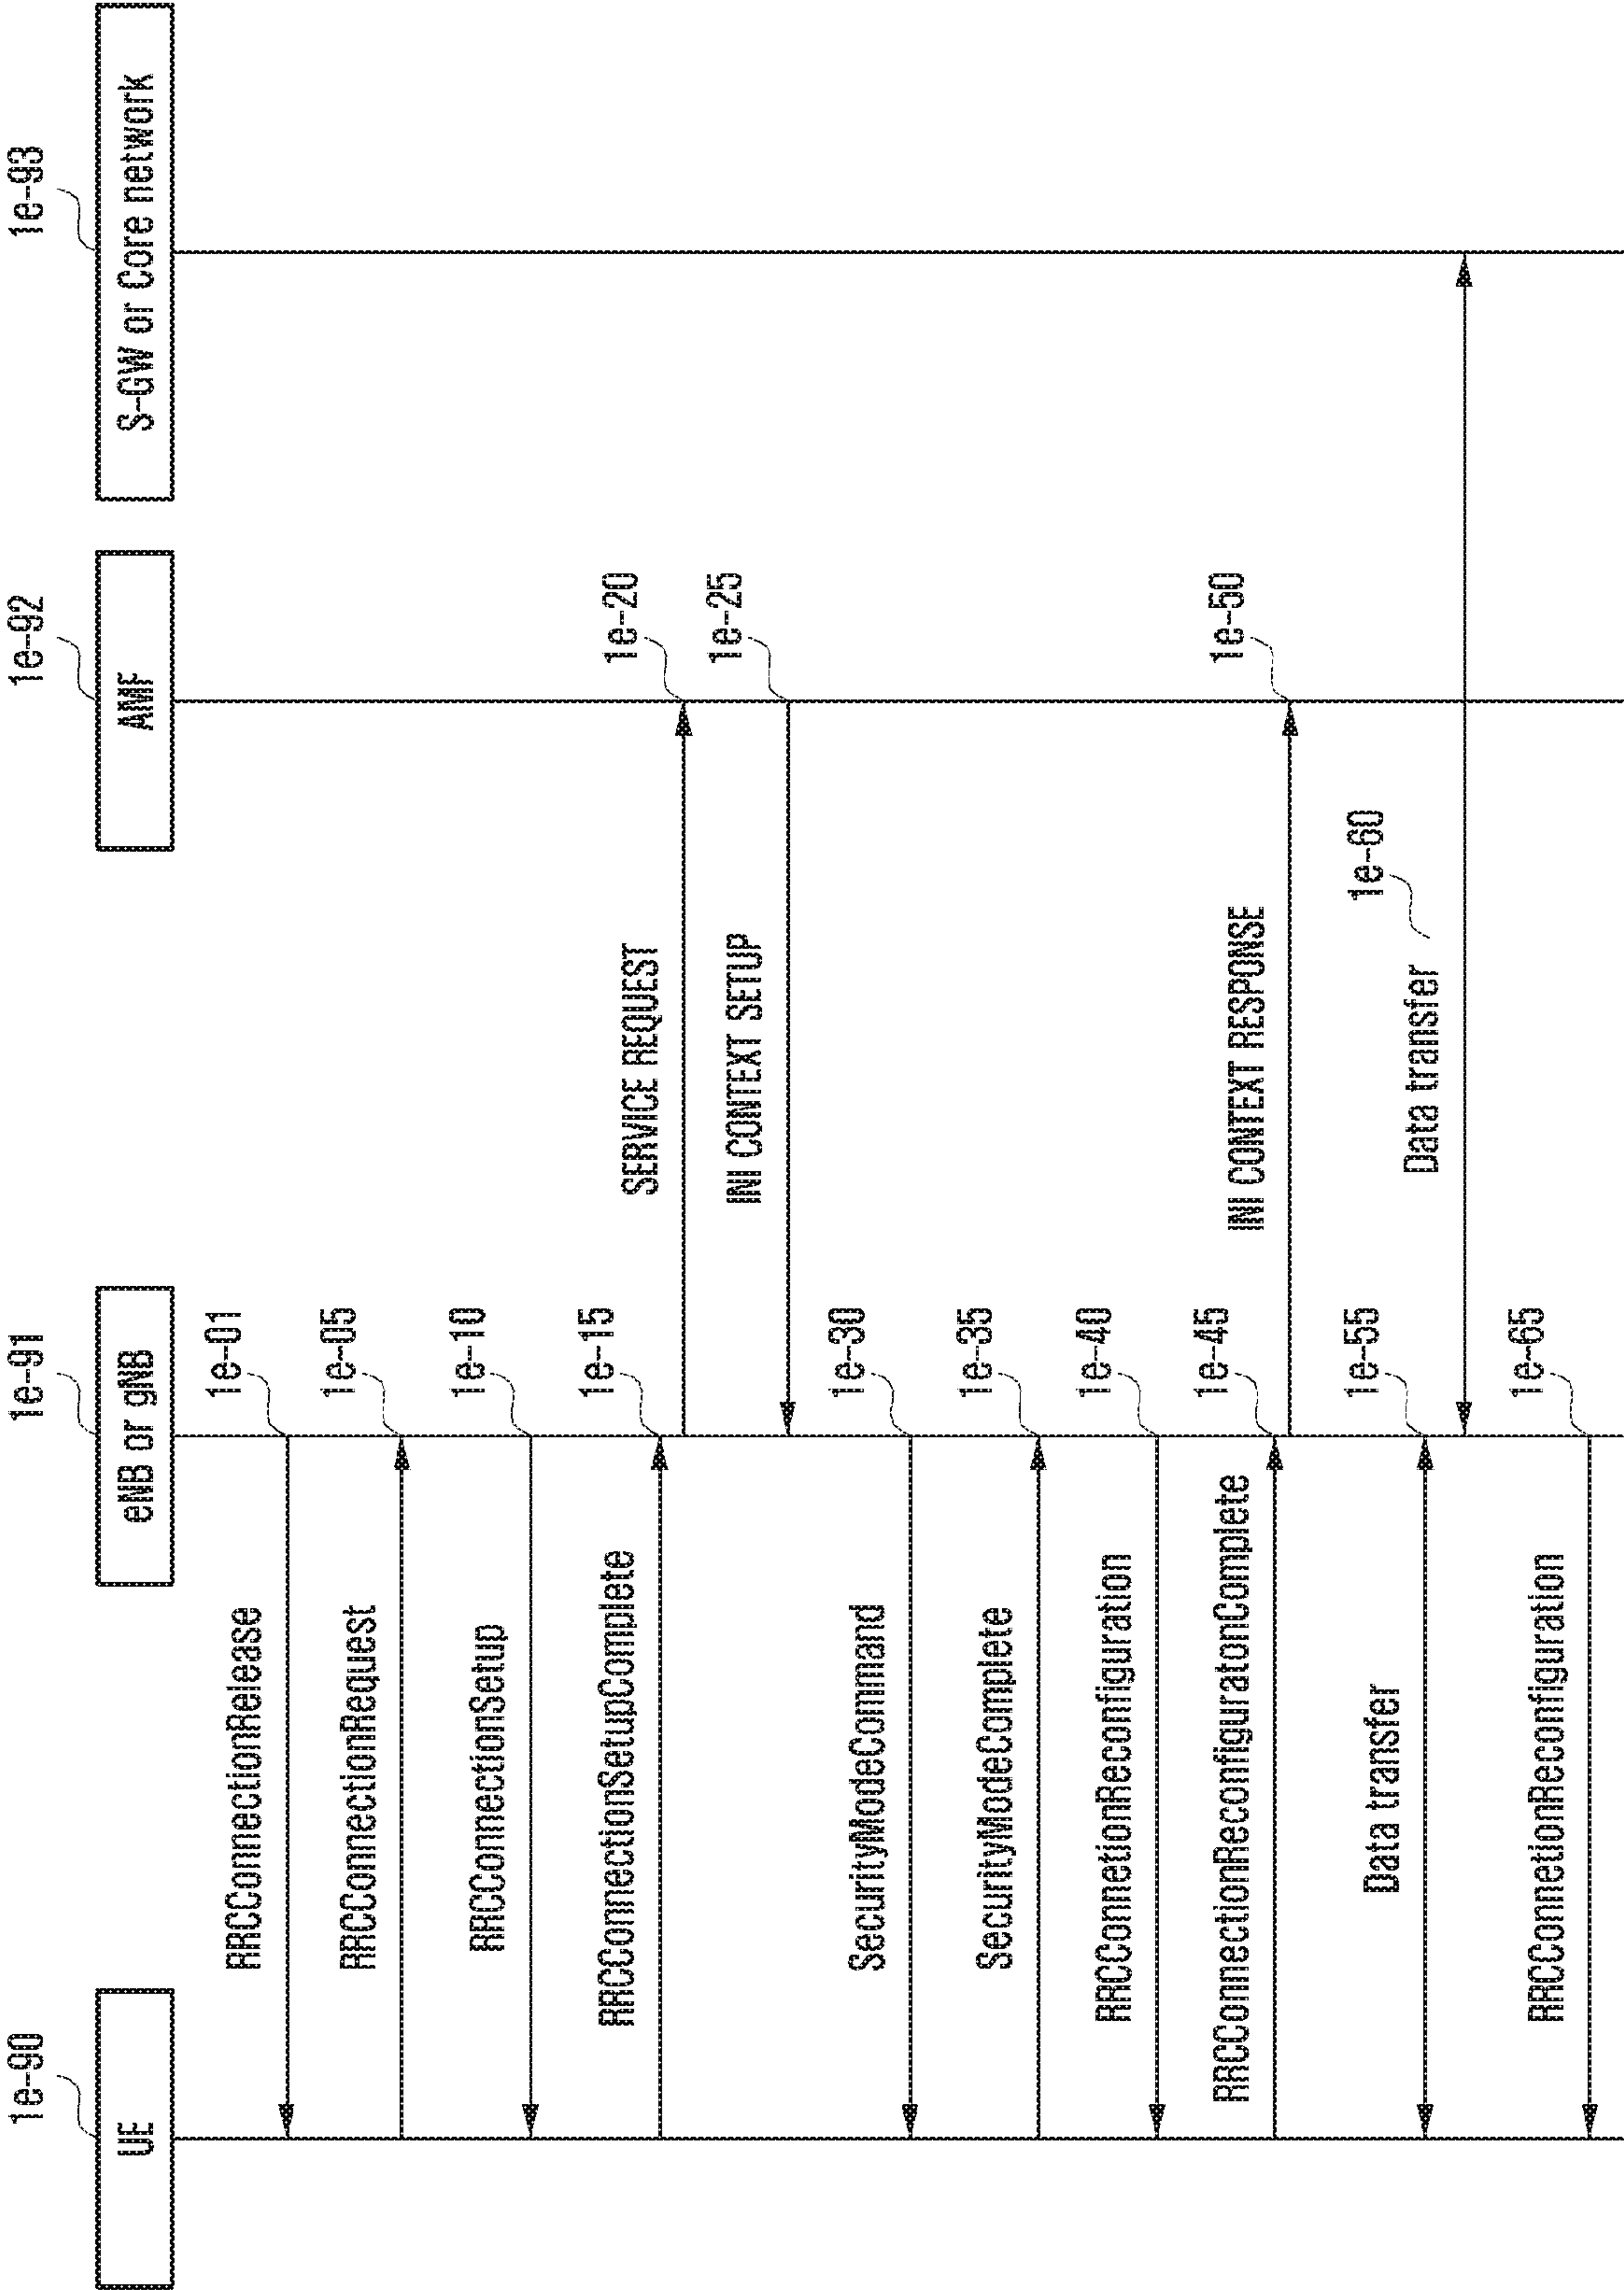 1e-90
1e-91
1e-92
1e-93
UE
eNB or gNB
AMF
S-GW or Core network
RRCConnectionRelease
1e-01
RRCConnectionRequest
1e-05
RRCConnectionSetup
1e-10
RRCConnectionSetupComplete
1e-15
SERVICE REQUEST
1e-20
INI CONTEXT SETUP
1e-25
SecurityModeCommand
1e-30
SecurityModeComplete
1e-35
RRCConnetionReconfiguration
1e-40
RRCConnectionReconfiguratonComplete
1e-45
INI CONTEXT RESPONSE
1e-50
Data transfer
1e-55
Data transfer
1e-60
RRCConnetionReconfiguration
1e-65